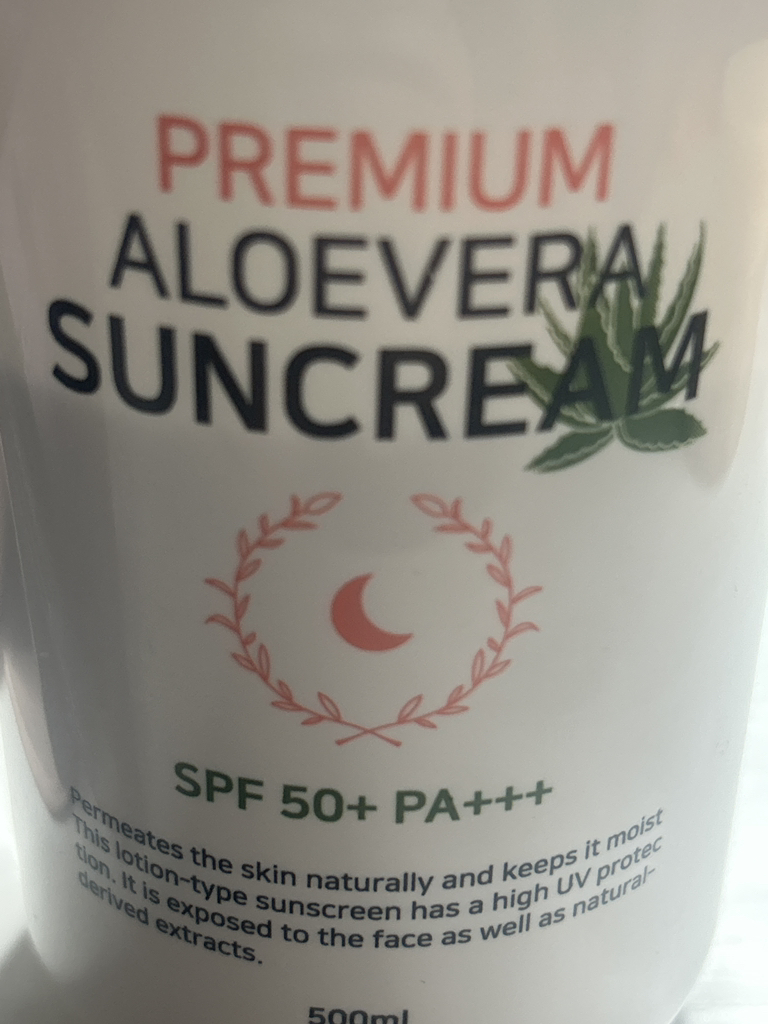 PREMIUM
ALOEVERA
SUNCREAM
SPF 50+ PA+++
Permeates the skin naturally and keeps it moist
This lotion-type sunscreen has a high UV protec
tion. It is exposed to the face as well as natural-
derived extracts.
500ml